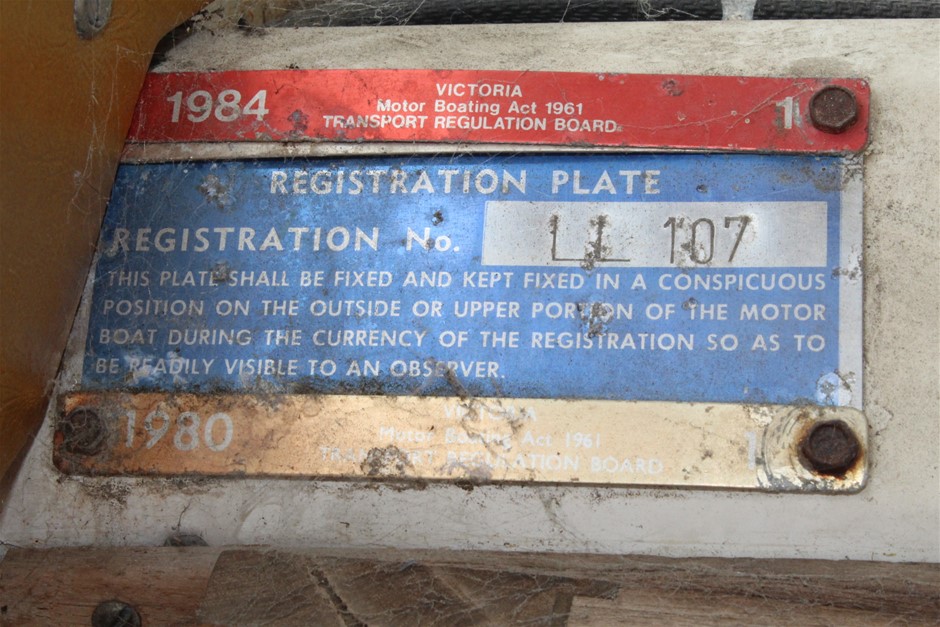 1984
VICTORIA
Motor Boating Act 1961
TRANSPORT REGULATION BOARD
1
REGISTRATION PLATE
REGISTRATION No. LL 107
THIS PLATE SHALL BE FIXED AND KEPT FIXED IN A CONSPICUOUS
POSITION ON THE OUTSIDE OR UPPER PORTION OF THE MOTOR
BOAT DURING THE CURRENCY OF THE REGISTRATION SO AS TO
BE READILY VISIBLE TO AN OBSERVER.
1980
VICTORIA
Motor Boating Act 1961
TRANSPORT REGULATION BOARD
1